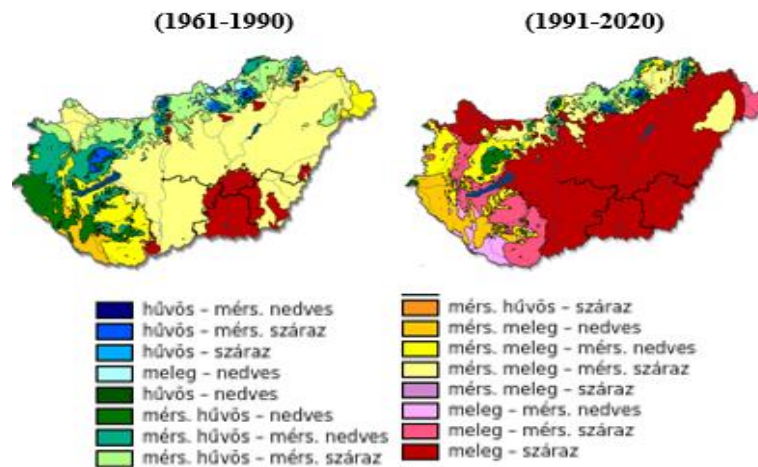 (1961-1990)
(1991-2020)
hűvös – mérs. nedves
hűvös – mérs. száraz
hűvös – száraz
meleg – nedves
hűvös – nedves
mérs. hűvös – nedves
mérs. hűvös – mérs. nedves
mérs. hűvös – mérs. száraz
mérs. hűvös – száraz
mérs. meleg – nedves
mérs. meleg – mérs. nedves
mérs. meleg – mérs. száraz
mérs. meleg – száraz
meleg – mérs. nedves
meleg – mérs. száraz
meleg – száraz